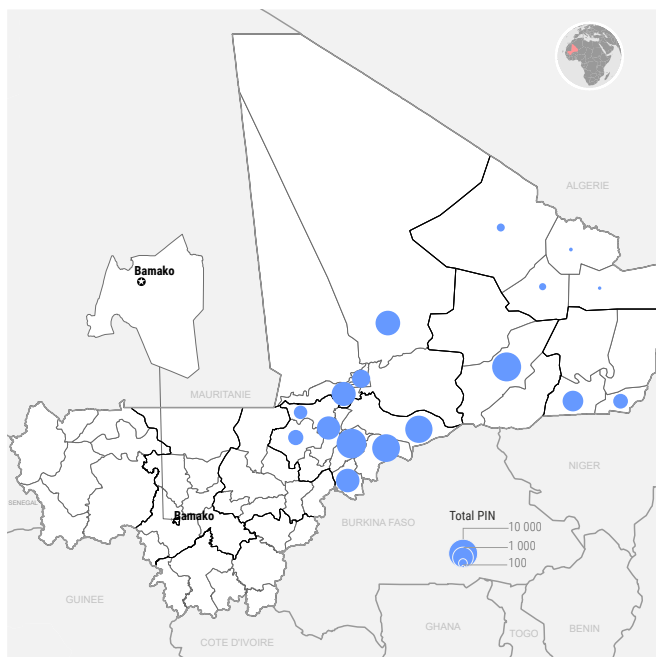 ALGERIE
Bamako
MAURITANIE
NIGER
SENEGAL
Bamako
BURKINA FASO
Total PIN
10 000
1 000
100
GUINEE
GHANA
TOGO
BENIN
COTE D'IVOIRE